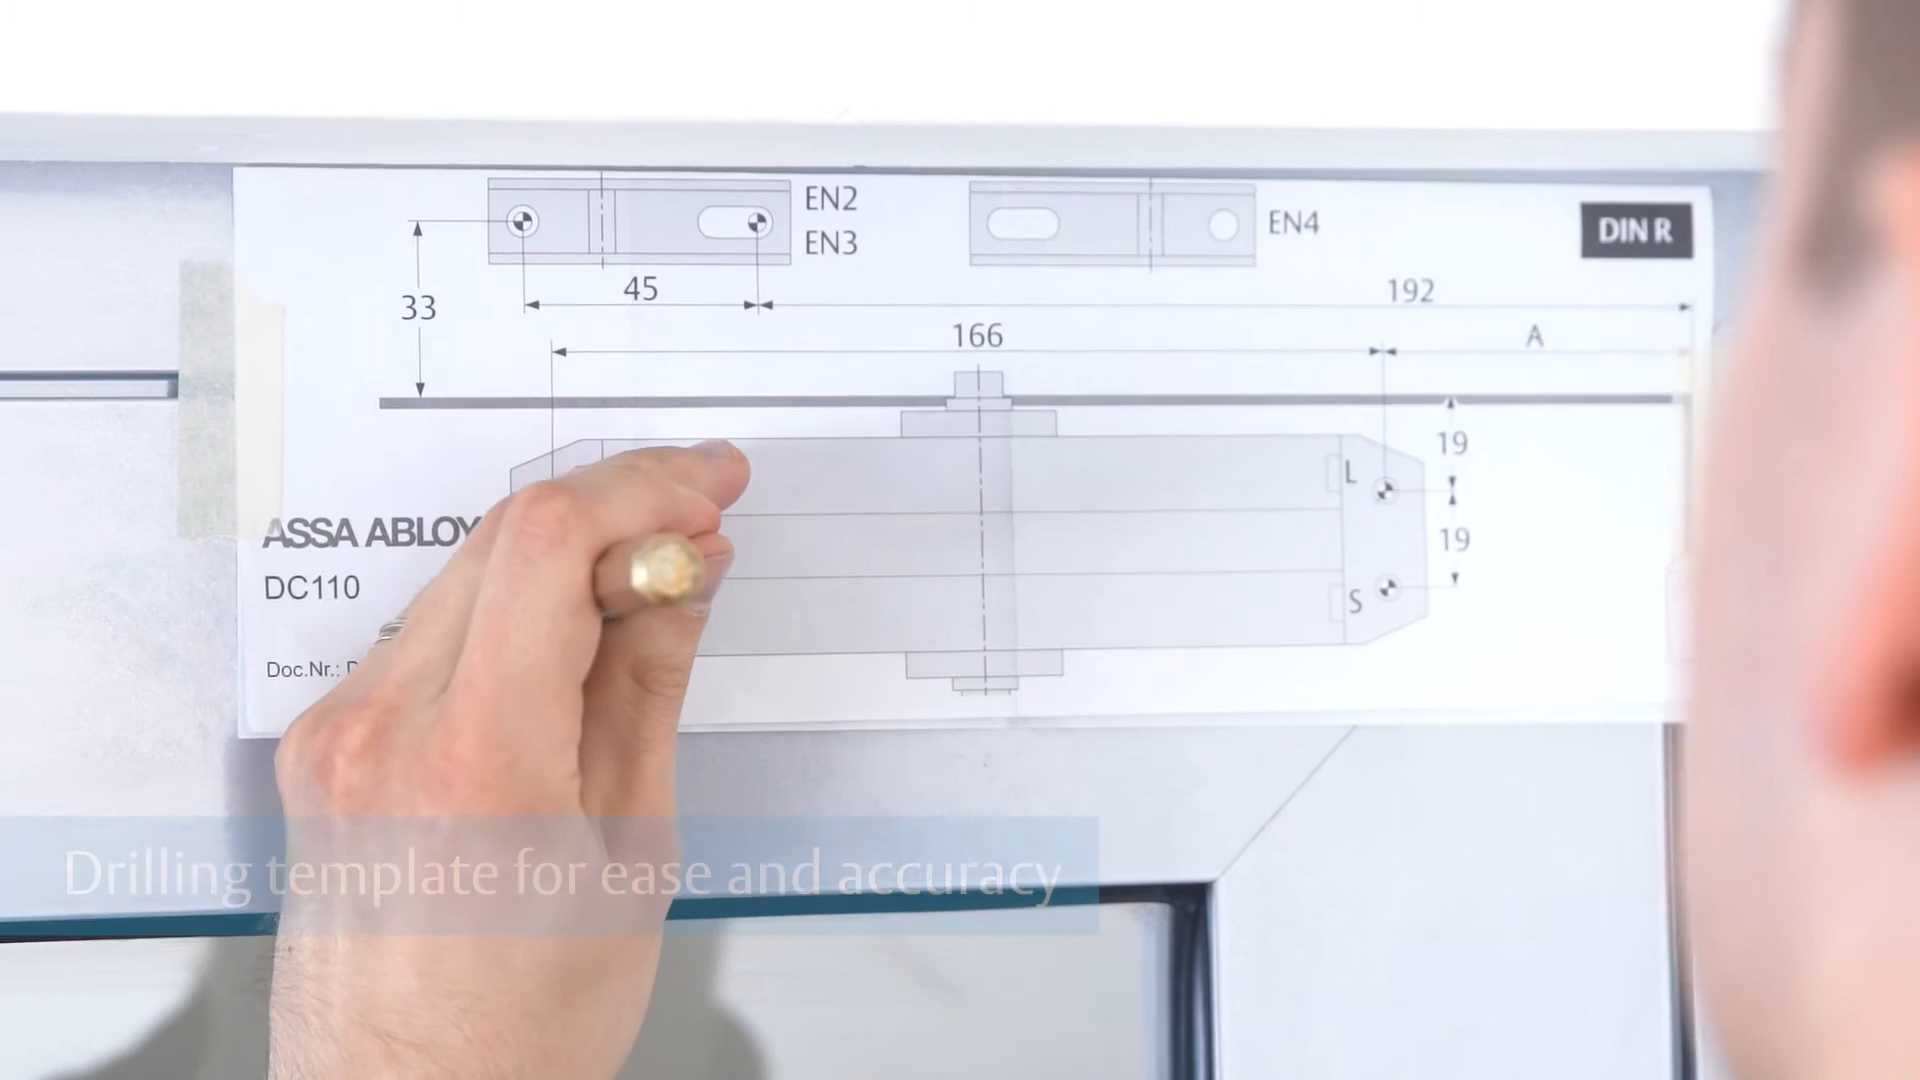 EN2
EN3
EN4
DIN R
33
45
192
166
A
19
L
ASSA ABLOY
19
DC110
S
Doc.Nr.:
Drilling template for ease and accuracy